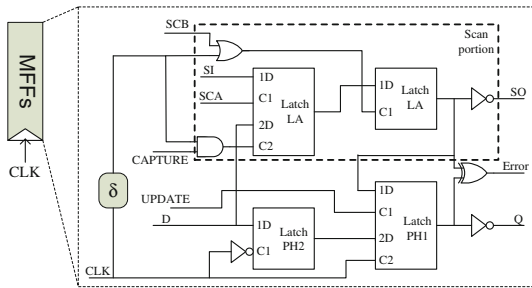 MFFs
CLK
δ
SCB
SI
SCA
CAPTURE
UPDATE
D
CLK
1D
C1
2D
C2
Latch
LA
1D
C1
Latch
LA
Scan
portion
SO
1D
C1
Latch
PH2
1D
C1
2D
C2
Latch
PH1
Error
Q